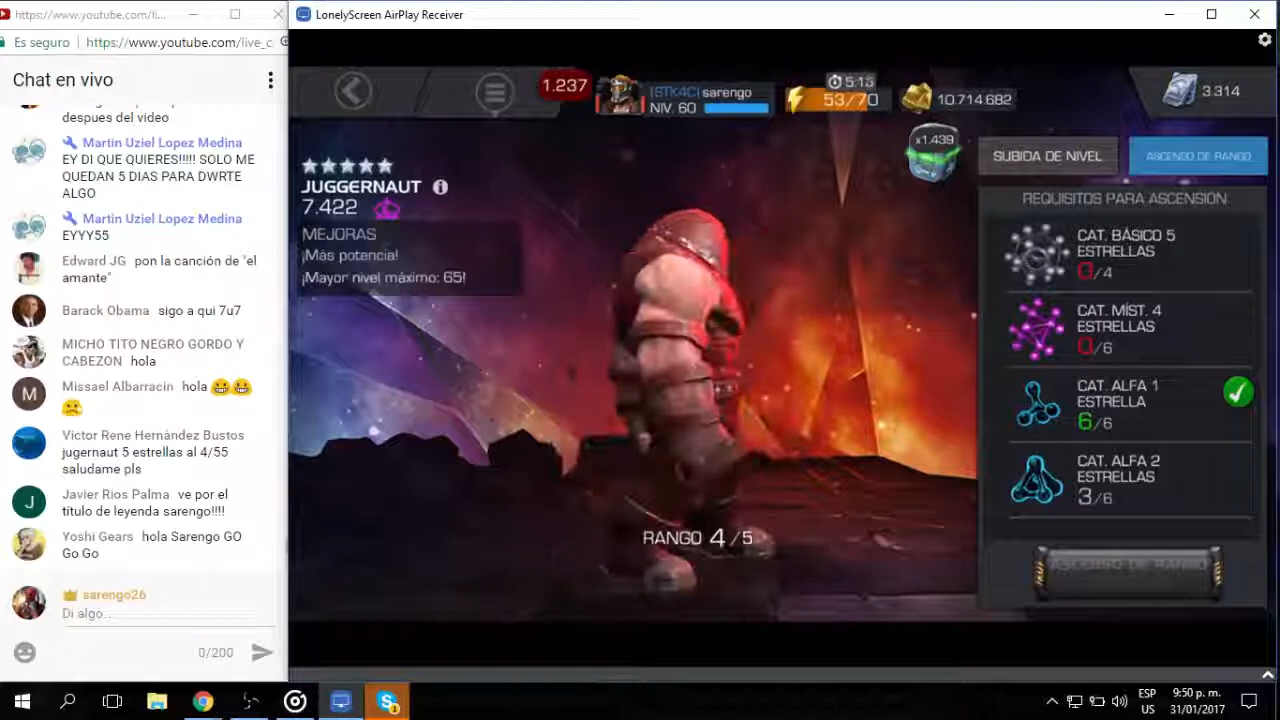 https://www.youtube.com/li...
LonelyScreen AirPlay Receiver
Es seguro
https://www.youtube.com/live_c
Chat en vivo
despues del video
Martin Uziel Lopez Medina
EY DI QUE QUIERES!!!!! SOLO ME
QUEDAN 5 DIAS PARA DWRTE
ALGO
Martin Uziel Lopez Medina
EYYY55
Edward JG pon la canción de "el
amante"
Barack Obama sigo a qui 7u7
MICHO TITO NEGRO GORDO Y
CABEZON hola
M
Missael Albarracin hola
Victor Rene Hernández Bustos
jugernaut 5 estrellas al 4/55
saludame pls
J
Javier Rios Palma ve por el
título de leyenda sarengo!!!!
Yoshi Gears hola Sarengo GO
Go Go
sarengo26
Di algo...
0/200
1.237
[STK4C] sarengo
NIV. 60
5:13
53/70
10.714.682
3.314
x1.439
SUBIDA DE NIVEL
ASCENSO DE RANGO
JUGGERNAUT
7.422
MEJORAS
¡Más potencia!
¡Mayor nivel máximo: 65!
REQUISITOS PARA ASCENSIÓN
CAT. BÁSICO 5
ESTRELLAS
0/4
CAT. MÍST. 4
ESTRELLAS
0/6
CAT. ALFA 1
ESTRELLA
6/6
CAT. ALFA 2
ESTRELLAS
3/6
RANGO 4/5
ASCENSO DE RANGO
ESP
US
9:50 p. m.
31/01/2017